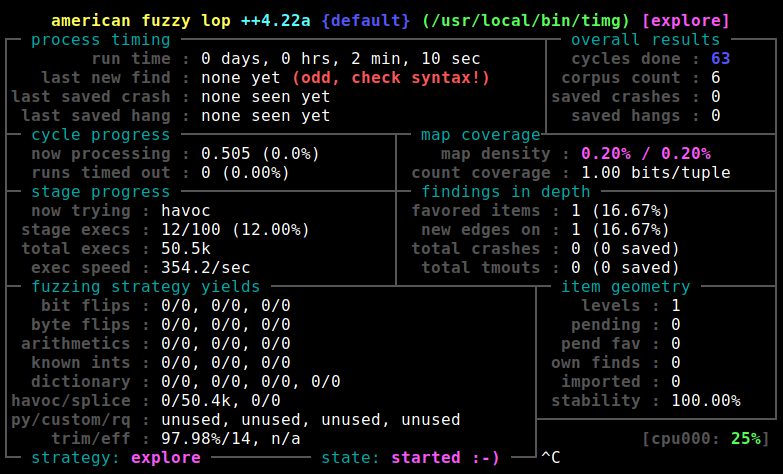 american fuzzy lop ++4.22a {default} (/usr/local/bin/timg) [explore]
process timing overall results
run time : 0 days, 0 hrs, 2 min, 10 sec cycles done : 63
last new find : none yet (odd, check syntax!) corpus count : 6
last saved crash : none seen yet saved crashes : 0
last saved hang : none seen yet saved hangs : 0
cycle progress map coverage
now processing : 0.505 (0.0%) map density : 0.20% / 0.20%
runs timed out : 0 (0.00%) count coverage : 1.00 bits/tuple
stage progress findings in depth
now trying : havoc favored items : 1 (16.67%)
stage execs : 12/100 (12.00%) new edges on : 1 (16.67%)
total execs : 50.5k total crashes : 0 (0 saved)
exec speed : 354.2/sec total tmouts : 0 (0 saved)
fuzzing strategy yields item geometry
bit flips : 0/0, 0/0, 0/0 levels : 1
byte flips : 0/0, 0/0, 0/0 pending : 0
arithmetics : 0/0, 0/0, 0/0 pend fav : 0
known ints : 0/0, 0/0, 0/0 own finds : 0
dictionary : 0/0, 0/0, 0/0, 0/0 imported : 0
havoc/splice : 0/50.4k, 0/0 stability : 100.00%
py/custom/rq : unused, unused, unused, unused
trim/eff : 97.98%/14, n/a [cpu000: 25%]
strategy: explore state: started :-) ^C